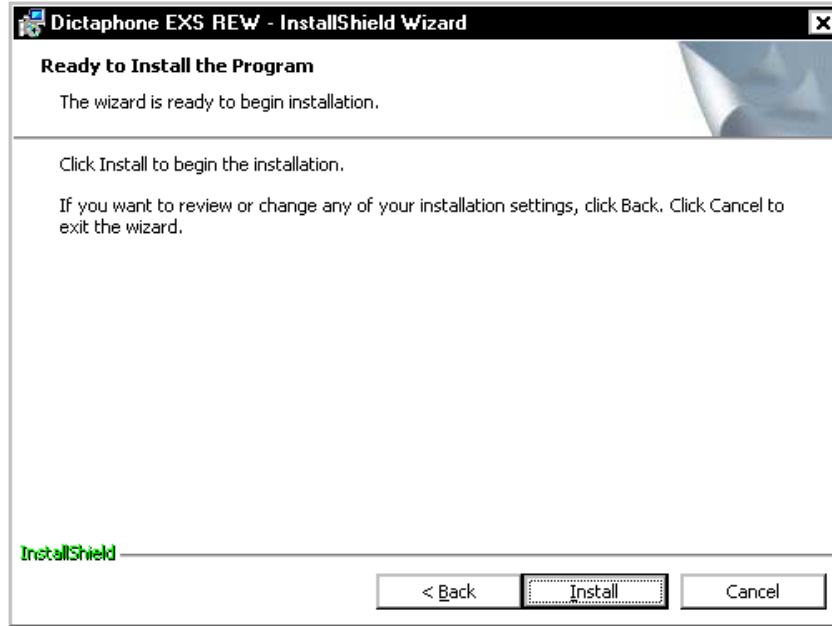 Dictaphone EXS REW - InstallShield Wizard
Ready to Install the Program
The wizard is ready to begin installation.
Click Install to begin the installation.
If you want to review or change any of your installation settings, click Back. Click Cancel to
exit the wizard.
InstallShield
< Back
Install
Cancel